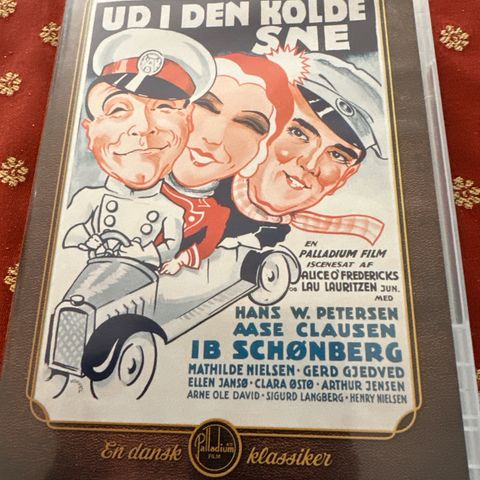 UD I DEN KOLDE
SNE
EN
PALLADIUM FILM
ISCENESAT AF
ALICE O'FREDERICKS
OG LAU LAURITZEN JUN.
MED
HANS W. PETERSEN
AASE CLAUSEN
IB SCHØNBERG
MATHILDE NIELSEN · GERD GJEDVED
ELLEN JANSØ · CLARA ØSTØ · ARTHUR JENSEN
ARNE OLE DAVID · SIGURD LANGBERG · HENRY NIELSEN
En dansk Palladium klassiker
FILM